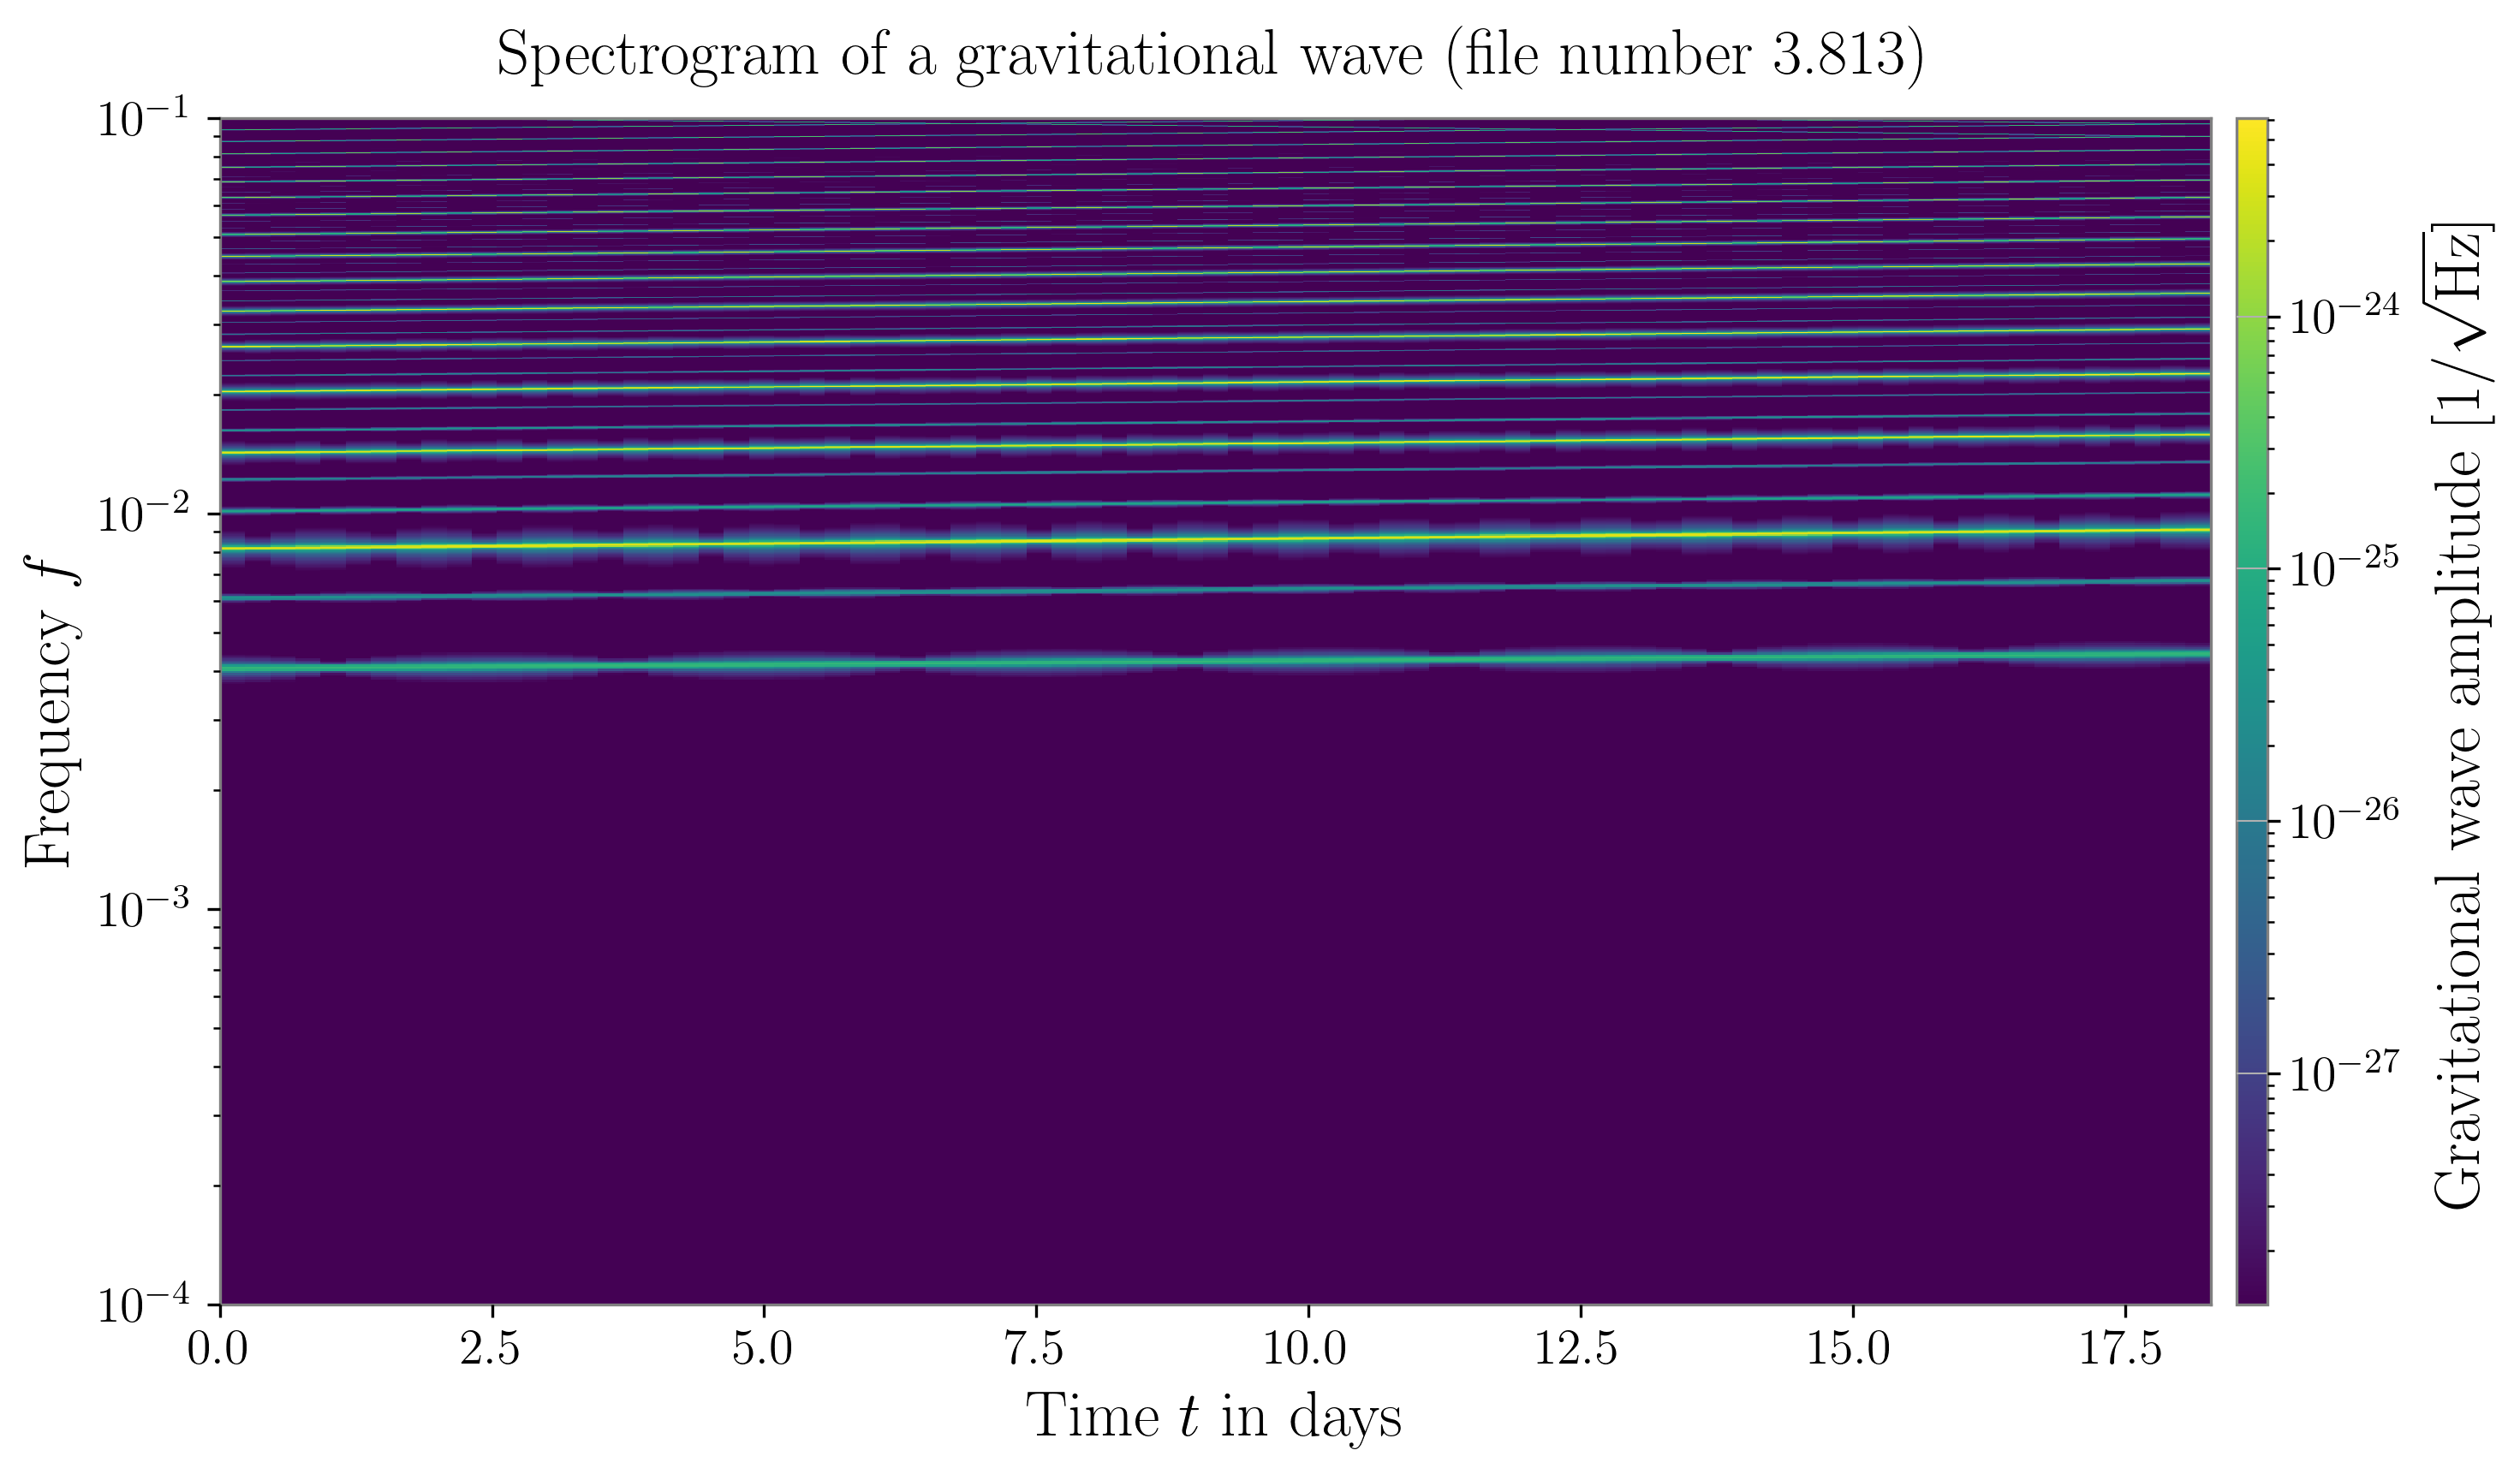 Spectrogram of a gravitational wave (file number 3.813)
10⁻¹
10⁻²
10⁻³
10⁻⁴
Frequency f
0.0 2.5 5.0 7.5 10.0 12.5 15.0 17.5
Time t in days
10⁻²⁴
10⁻²⁵
10⁻²⁶
10⁻²⁷
Gravitational wave amplitude [1/√Hz]